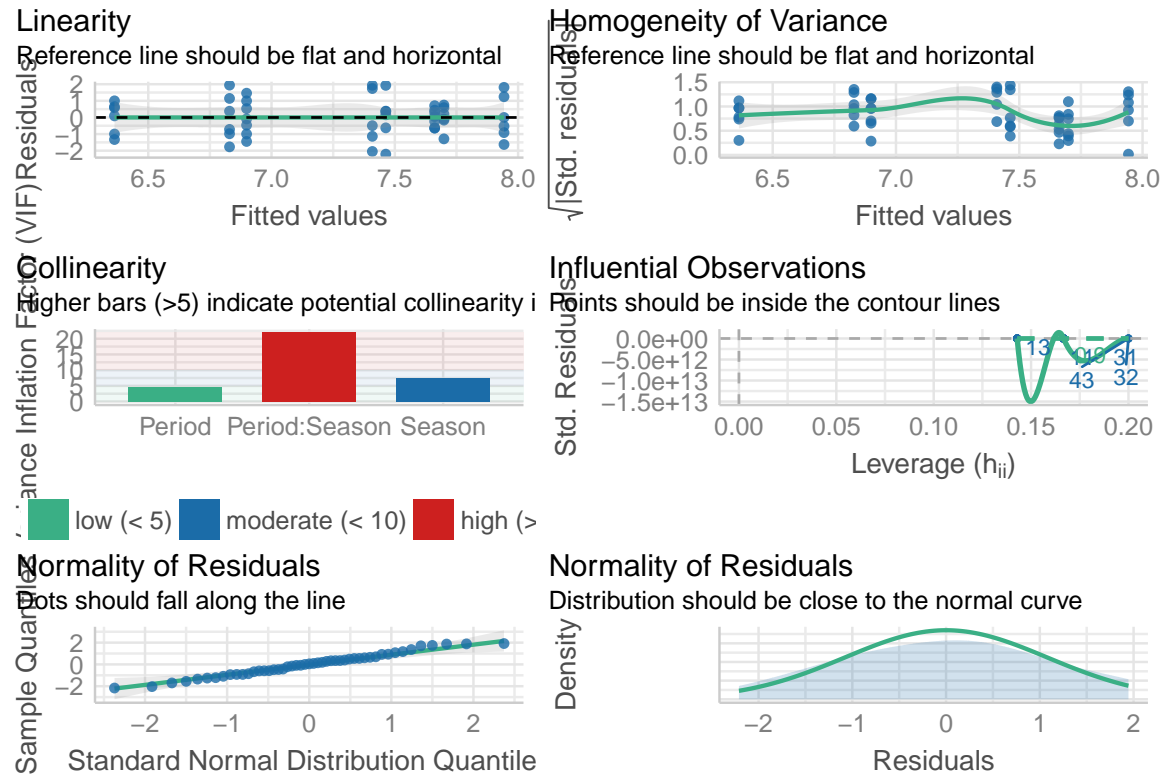 Linearity
Reference line should be flat and horizontal
Residuals
2
1
0
−1
−2
6.5 7.0 7.5 8.0
Fitted values
Homogeneity of Variance
Reference line should be flat and horizontal
√|Std. residuals|
1.5
1.0
0.5
0.0
6.5 7.0 7.5 8.0
Fitted values
Collinearity
Higher bars (>5) indicate potential collinearity i
Inflation Factor (VIF)
20
15
10
5
0
Period Period:Season Season
low (< 5) moderate (< 10) high (>
Influential Observations
Points should be inside the contour lines
Std. Residuals
0.0e+00
−5.0e+12
−1.0e+13
−1.5e+13
13
31
43
32
0.00 0.05 0.10 0.15 0.20
Leverage (hii)
Normality of Residuals
Dots should fall along the line
Sample Quantiles
2
0
−2
−2 −1 0 1 2
Standard Normal Distribution Quantile
Normality of Residuals
Distribution should be close to the normal curve
Density
−2 −1 0 1 2
Residuals